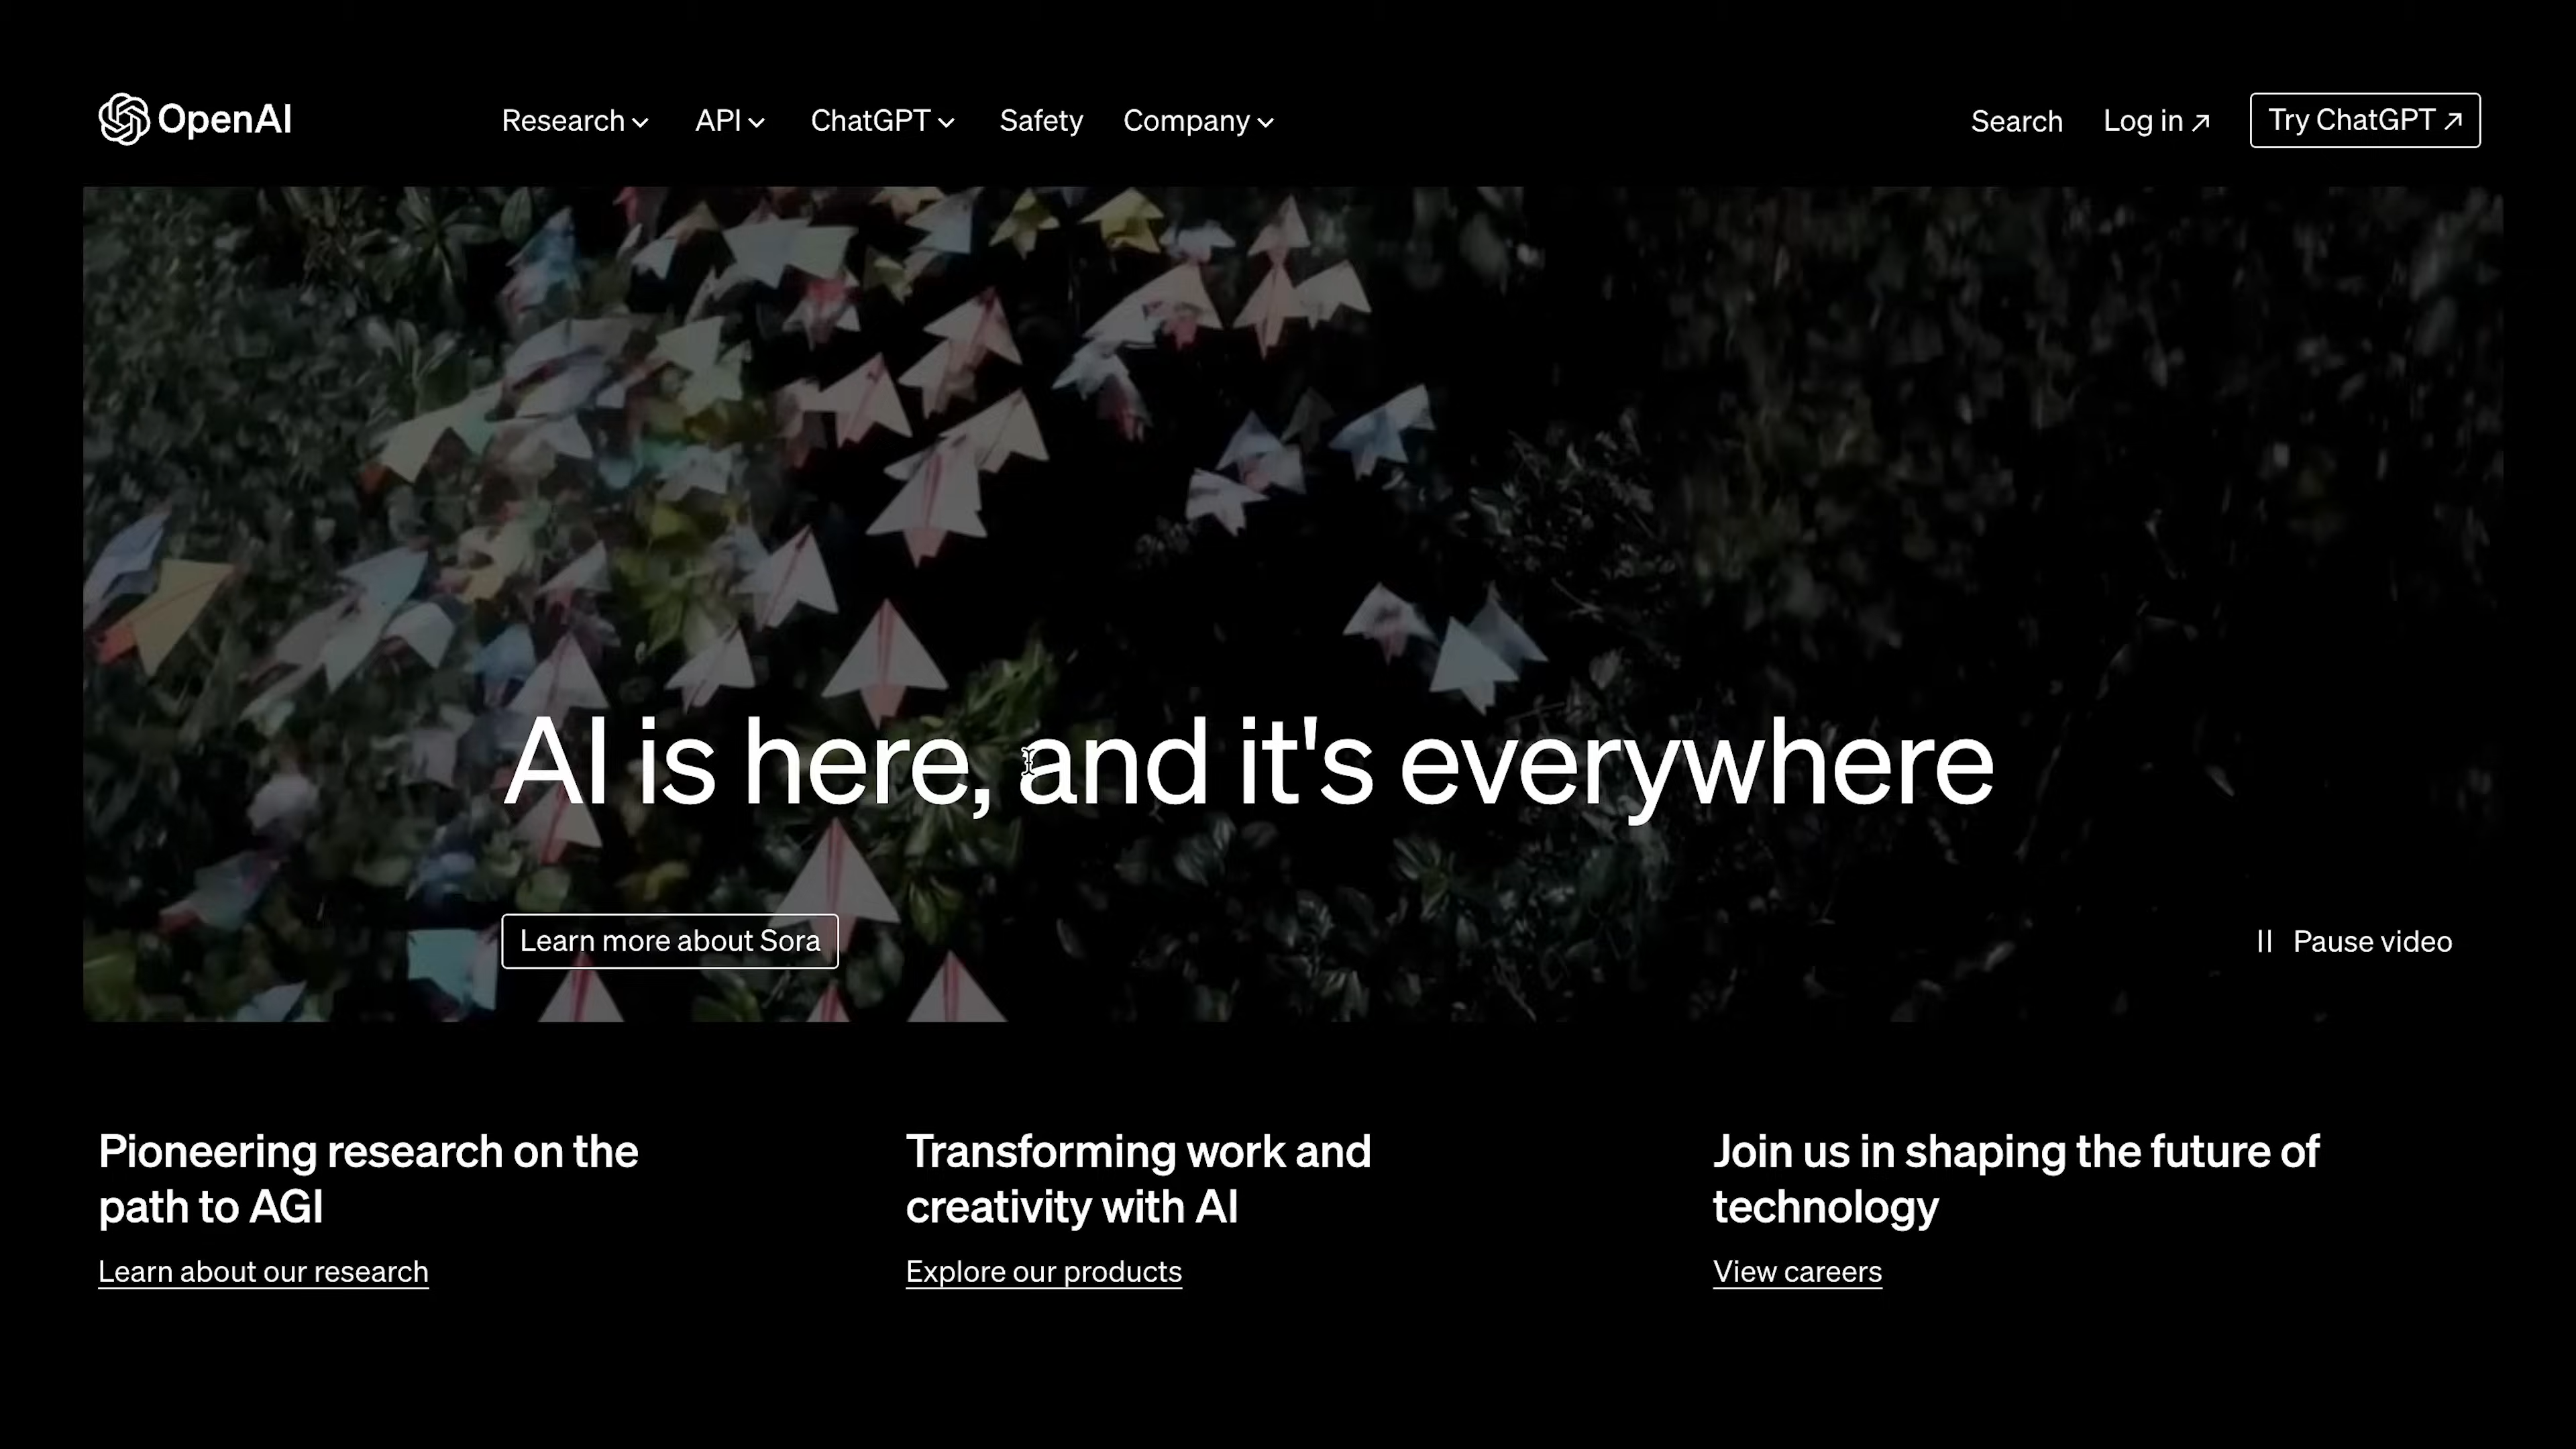 OpenAI
Research
API
ChatGPT
Safety
Company
Search
Log in ↗
Try ChatGPT ↗
AI is here, and it's everywhere
Learn more about Sora
Pause video
Pioneering research on the
path to AGI
Learn about our research
Transforming work and
creativity with AI
Explore our products
Join us in shaping the future of
technology
View careers